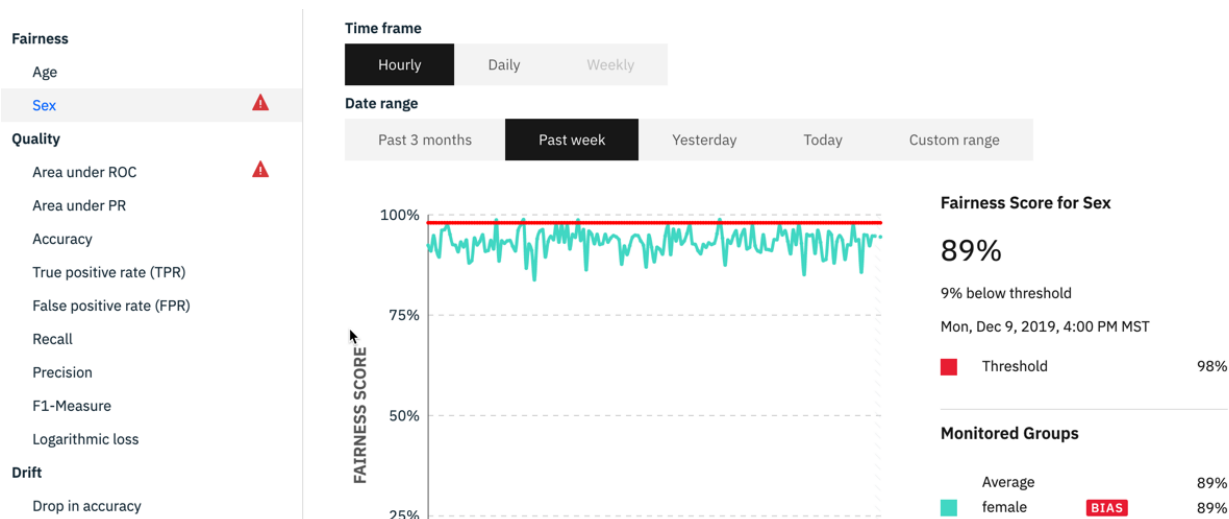 Fairness
Age
Sex
Quality
Area under ROC
Area under PR
Accuracy
True positive rate (TPR)
False positive rate (FPR)
Recall
Precision
F1-Measure
Logarithmic loss
Drift
Drop in accuracy
Time frame
Hourly Daily Weekly
Date range
Past 3 months Past week Yesterday Today Custom range
100%
75%
50%
25%
FAIRNESS SCORE
Fairness Score for Sex
89%
9% below threshold
Mon, Dec 9, 2019, 4:00 PM MST
Threshold 98%
Monitored Groups
Average 89%
female BIAS 89%